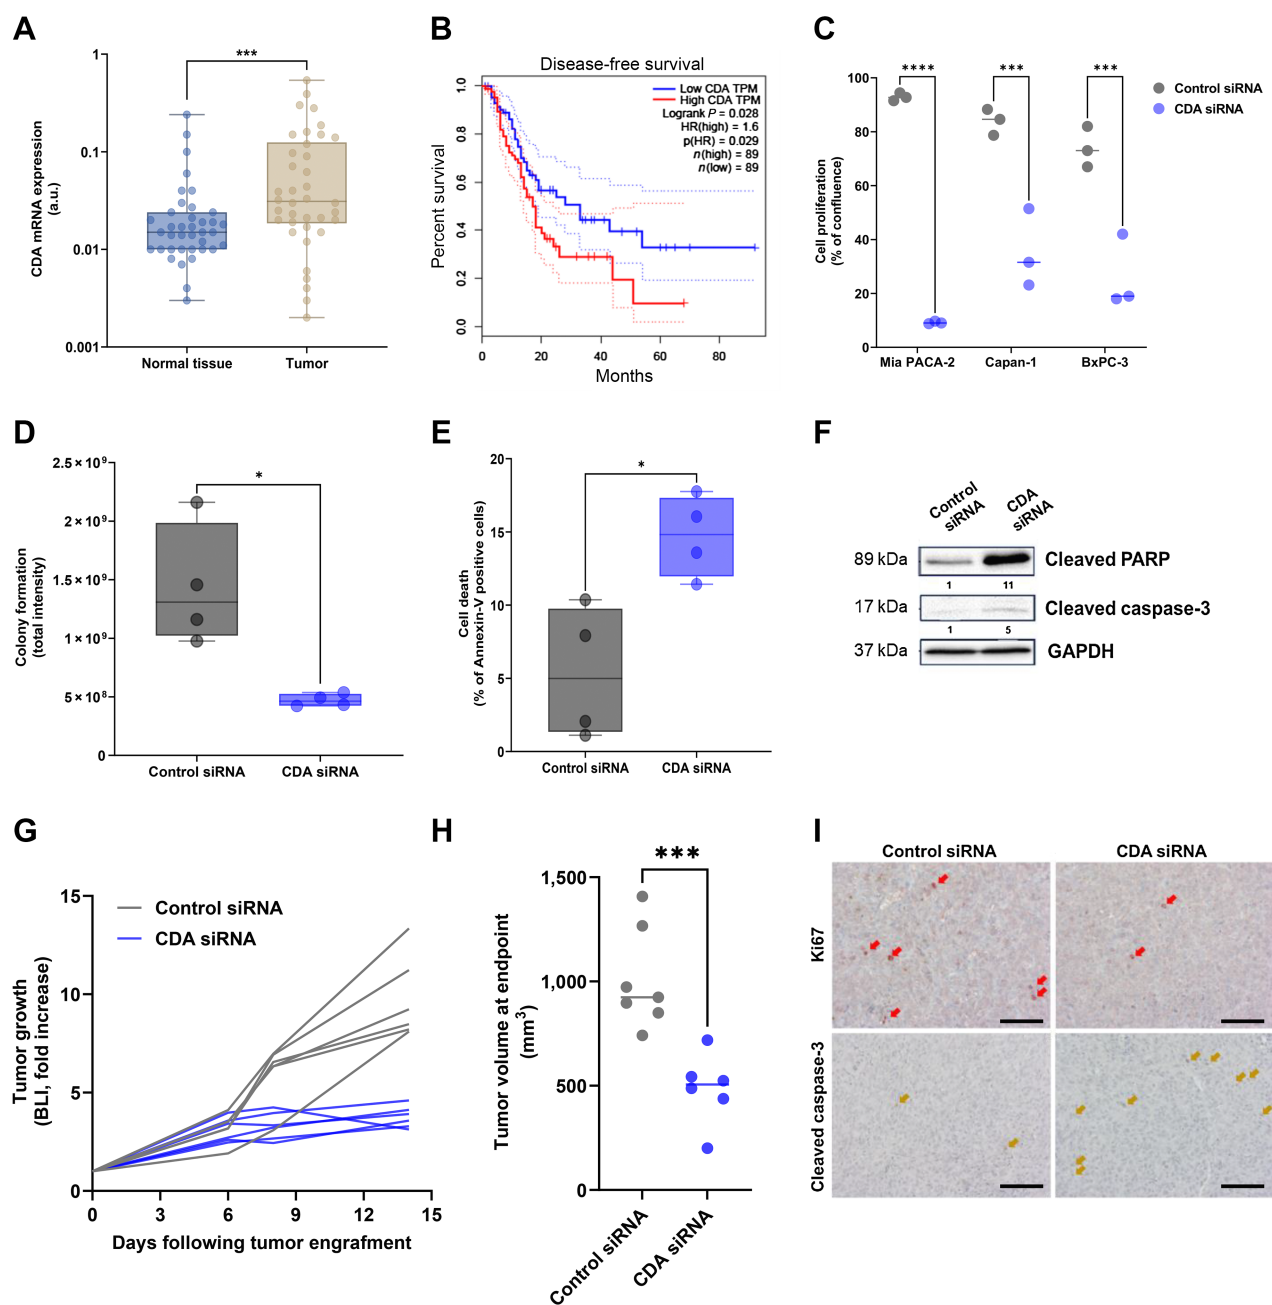 A
***
1
0.1
0.01
0.001
CDA mRNA expression
(a.u.)
Normal tissue
Tumor
B
Disease-free survival
Low CDA TPM
High CDA TPM
Logrank P = 0.028
HR(high) = 1.6
p(HR) = 0.029
n(high) = 89
n(low) = 89
1.0
0.8
0.6
0.4
0.2
0.0
Percent survival
0
20
40
60
80
Months
C
****
***
***
Control siRNA
CDA siRNA
100
80
60
40
20
0
Cell proliferation
(% of confluence)
Mia PACA-2
Capan-1
BxPC-3
D
*
2.5 × 10⁹
2 × 10⁹
1.5 × 10⁹
1 × 10⁹
5 × 10⁸
0
Colony formation
(total intensity)
Control siRNA
CDA siRNA
E
*
20
15
10
5
0
Cell death
(% of Annexin-V positive cells)
Control siRNA
CDA siRNA
F
Control
siRNA
CDA
siRNA
89 kDa
Cleaved PARP
1
11
17 kDa
Cleaved caspase-3
1
5
37 kDa
GAPDH
G
15
10
5
0
Tumor growth
(BLI, fold increase)
Control siRNA
CDA siRNA
0
3
6
9
12
15
Days following tumor engrafment
H
***
1,500
1,000
500
0
Tumor volume at endpoint
(mm³)
Control siRNA
CDA siRNA
I
Control siRNA
CDA siRNA
Ki67
Cleaved caspase-3